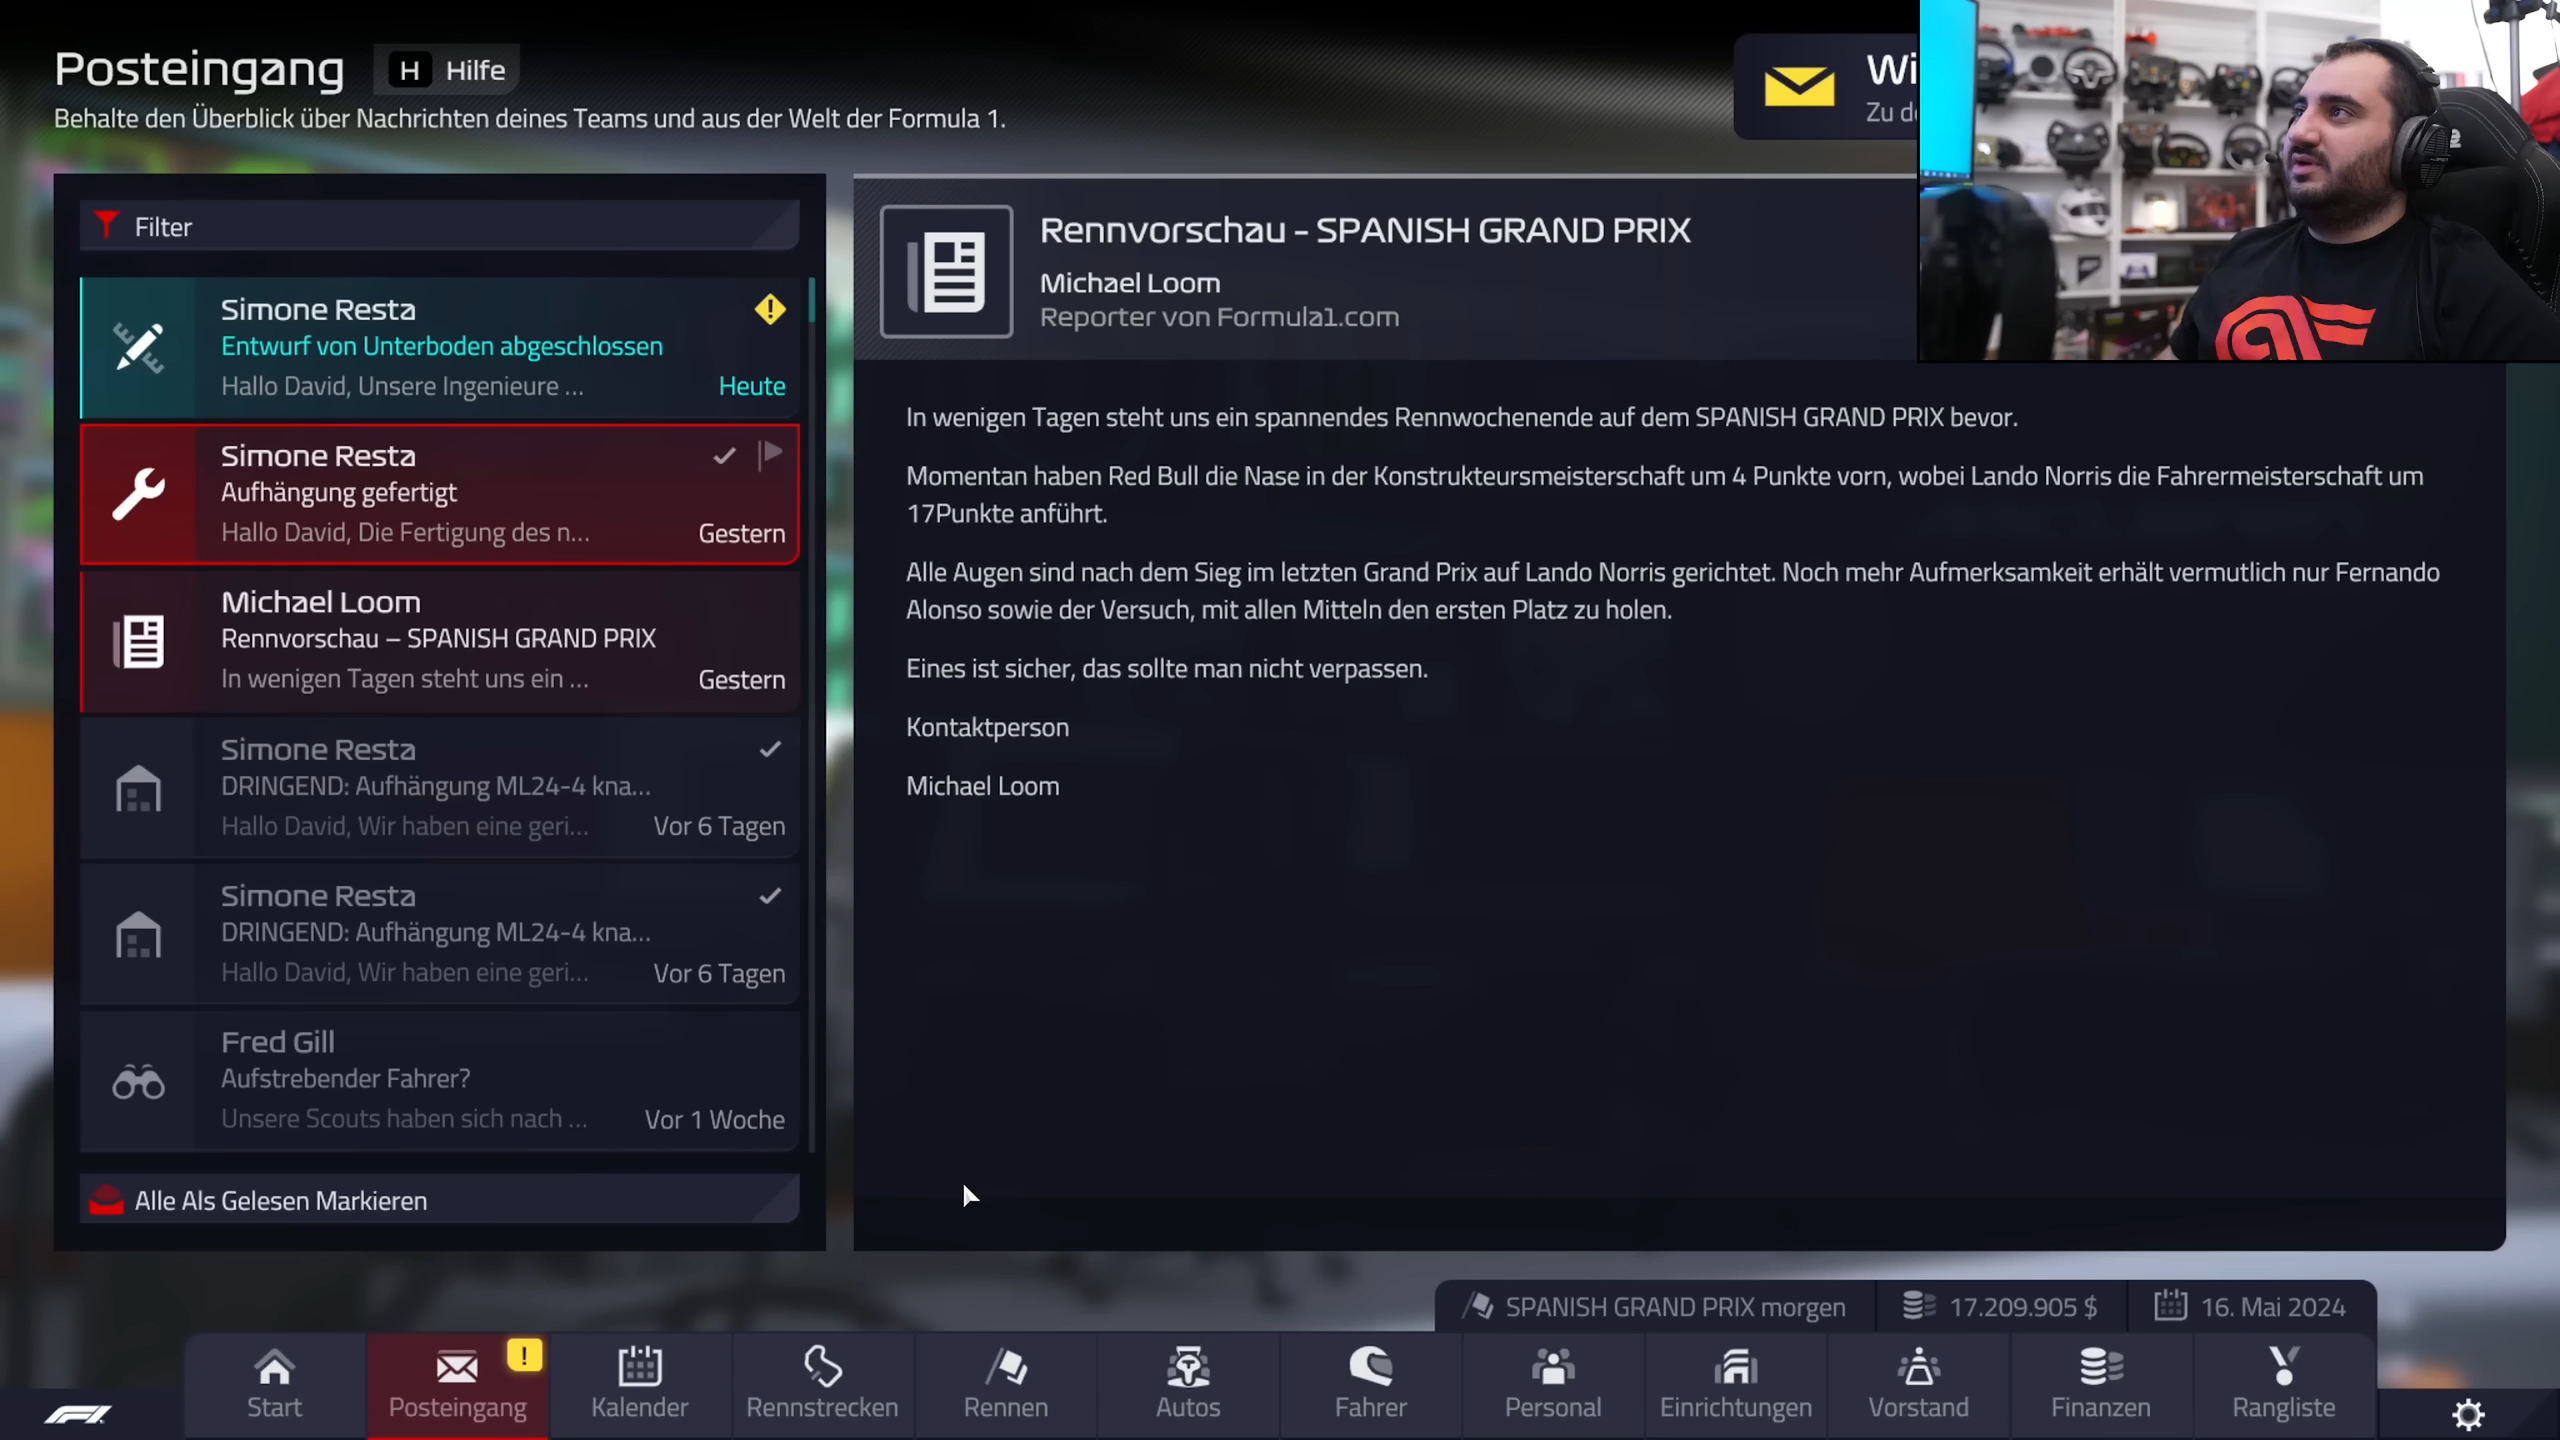 Posteingang
H Hilfe
Behalte den Überblick über Nachrichten deines Teams und aus der Welt der Formula 1.
Wi
Zu de
Filter
Simone Resta
Entwurf von Unterboden abgeschlossen
Hallo David, Unsere Ingenieure ...
Heute
Simone Resta
Aufhängung gefertigt
Hallo David, Die Fertigung des n...
Gestern
Michael Loom
Rennvorschau – SPANISH GRAND PRIX
In wenigen Tagen steht uns ein ...
Gestern
Simone Resta
DRINGEND: Aufhängung ML24-4 kna...
Hallo David, Wir haben eine geri...
Vor 6 Tagen
Simone Resta
DRINGEND: Aufhängung ML24-4 kna...
Hallo David, Wir haben eine geri...
Vor 6 Tagen
Fred Gill
Aufstrebender Fahrer?
Unsere Scouts haben sich nach ...
Vor 1 Woche
Alle Als Gelesen Markieren
Rennvorschau – SPANISH GRAND PRIX
Michael Loom
Reporter von Formula1.com
In wenigen Tagen steht uns ein spannendes Rennwochenende auf dem SPANISH GRAND PRIX bevor.
Momentan haben Red Bull die Nase in der Konstrukteursmeisterschaft um 4 Punkte vorn, wobei Lando Norris die Fahrermeisterschaft um
17Punkte anführt.
Alle Augen sind nach dem Sieg im letzten Grand Prix auf Lando Norris gerichtet. Noch mehr Aufmerksamkeit erhält vermutlich nur Fernando
Alonso sowie der Versuch, mit allen Mitteln den ersten Platz zu holen.
Eines ist sicher, das sollte man nicht verpassen.
Kontaktperson
Michael Loom
SPANISH GRAND PRIX morgen
17.209.905 $
16. Mai 2024
Start
Posteingang
!
Kalender
Rennstrecken
Rennen
Autos
Fahrer
Personal
Einrichtungen
Vorstand
Finanzen
Rangliste